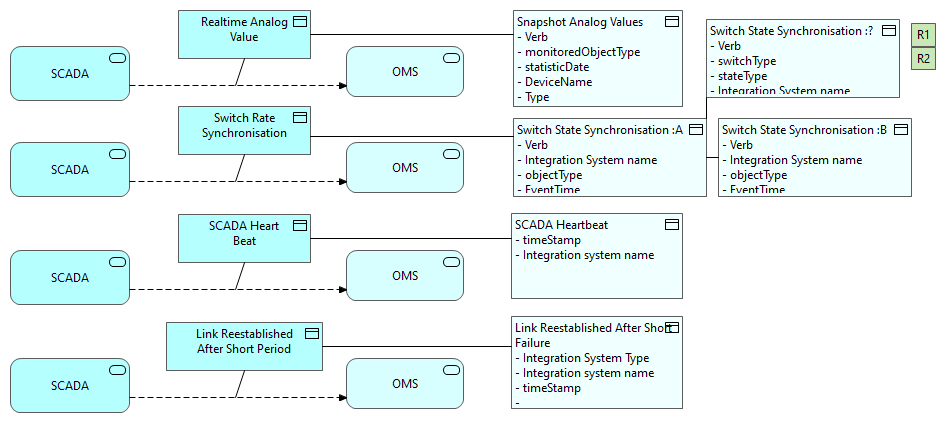 Realtime Analog
Value
SCADA
OMS
Snapshot Analog Values
- Verb
- monitoredObjectType
- statisticDate
- DeviceName
- Type
Switch State Synchronisation :?
- Verb
- switchType
- stateType
- Integration System name
R1
R2
Switch Rate
Synchronisation
SCADA
OMS
Switch State Synchronisation :A
- Verb
- Integration System name
- objectType
- EventTime
Switch State Synchronisation :B
- Verb
- Integration System name
- objectType
- EventTime
SCADA Heart
Beat
SCADA
OMS
SCADA Heartbeat
- timeStamp
- Integration system name
Link Reestablished
After Short Period
SCADA
OMS
Link Reestablished After Short
Failure
- Integration System Type
- Integration system name
- timeStamp
-